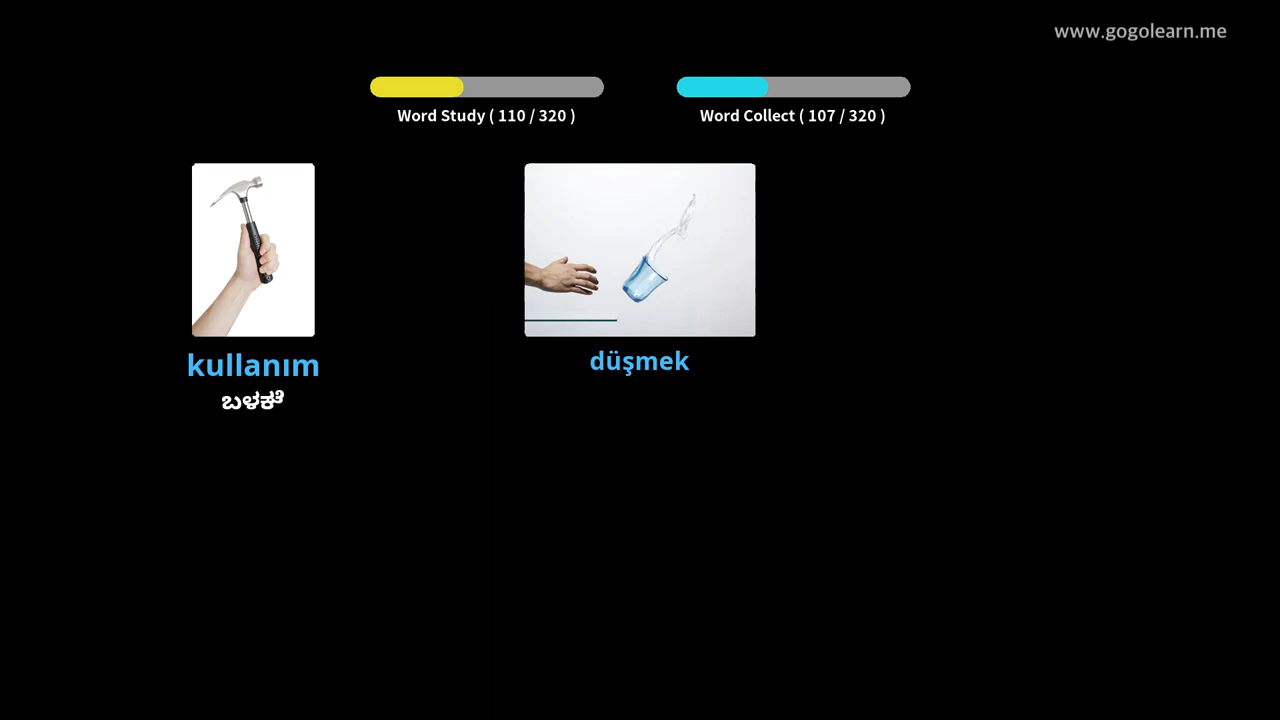 www.gogolearn.me
Word Study ( 110 / 320 )
Word Collect ( 107 / 320 )
kullanım
düşmek
ಬಳಕೆ